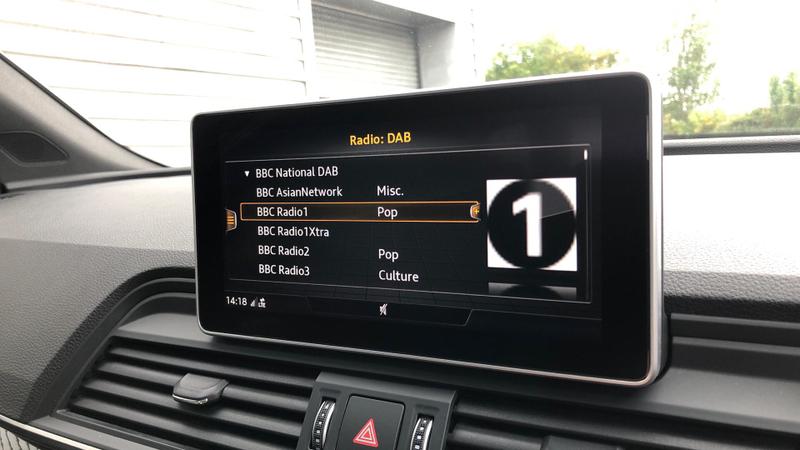 Radio: DAB
▼ BBC National DAB
BBC AsianNetwork Misc.
BBC Radio1 Pop
BBC Radio1Xtra
BBC Radio2 Pop
BBC Radio3 Culture
1
14:18 LTE